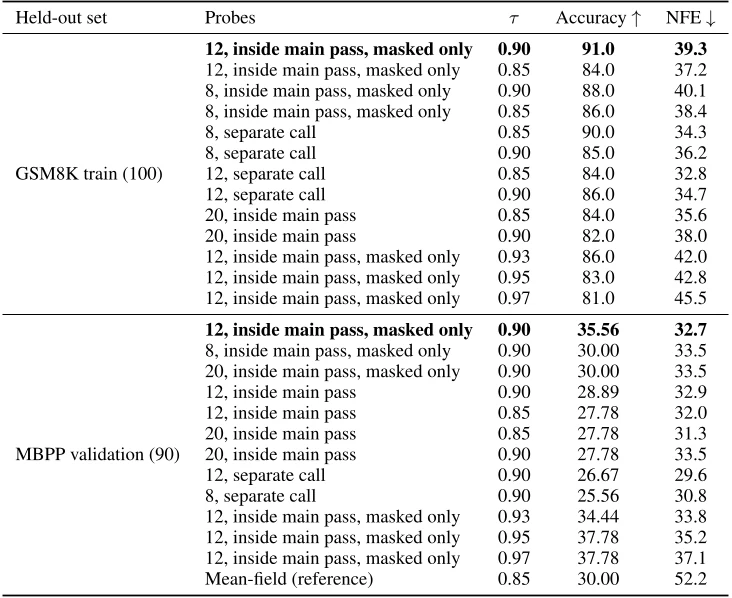 Held-out set Probes τ Accuracy ↑ NFE ↓
12, inside main pass, masked only 0.90 91.0 39.3
12, inside main pass, masked only 0.85 84.0 37.2
8, inside main pass, masked only 0.90 88.0 40.1
8, inside main pass, masked only 0.85 86.0 38.4
8, separate call 0.85 90.0 34.3
8, separate call 0.90 85.0 36.2
GSM8K train (100) 12, separate call 0.85 84.0 32.8
12, separate call 0.90 86.0 34.7
20, inside main pass 0.85 84.0 35.6
20, inside main pass 0.90 82.0 38.0
12, inside main pass, masked only 0.93 86.0 42.0
12, inside main pass, masked only 0.95 83.0 42.8
12, inside main pass, masked only 0.97 81.0 45.5
12, inside main pass, masked only 0.90 35.56 32.7
8, inside main pass, masked only 0.90 30.00 33.5
20, inside main pass, masked only 0.90 30.00 33.5
12, inside main pass 0.90 28.89 32.9
12, inside main pass 0.85 27.78 32.0
20, inside main pass 0.85 27.78 31.3
MBPP validation (90) 20, inside main pass 0.90 27.78 33.5
12, separate call 0.90 26.67 29.6
8, separate call 0.90 25.56 30.8
12, inside main pass, masked only 0.93 34.44 33.8
12, inside main pass, masked only 0.95 37.78 35.2
12, inside main pass, masked only 0.97 37.78 37.1
Mean-field (reference) 0.85 30.00 52.2